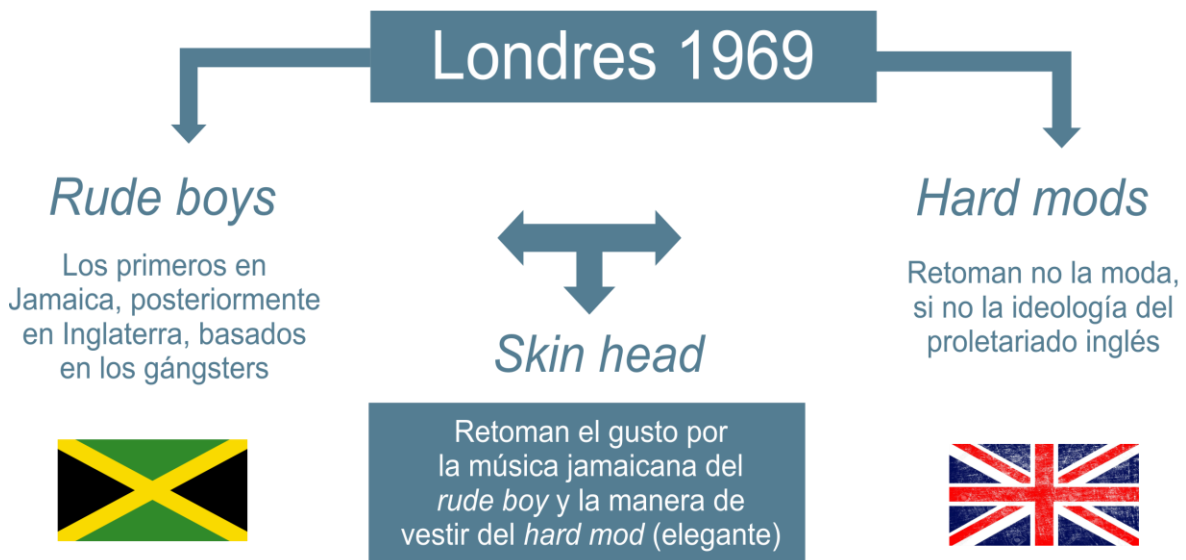 Londres 1969
Rude boys
Los primeros en
Jamaica, posteriormente
en Inglaterra, basados
en los gángsters
Skin head
Retoman el gusto por
la música jamaicana del
rude boy y la manera de
vestir del hard mod (elegante)
Hard mods
Retoman no la moda,
si no la ideología del
proletariado inglés